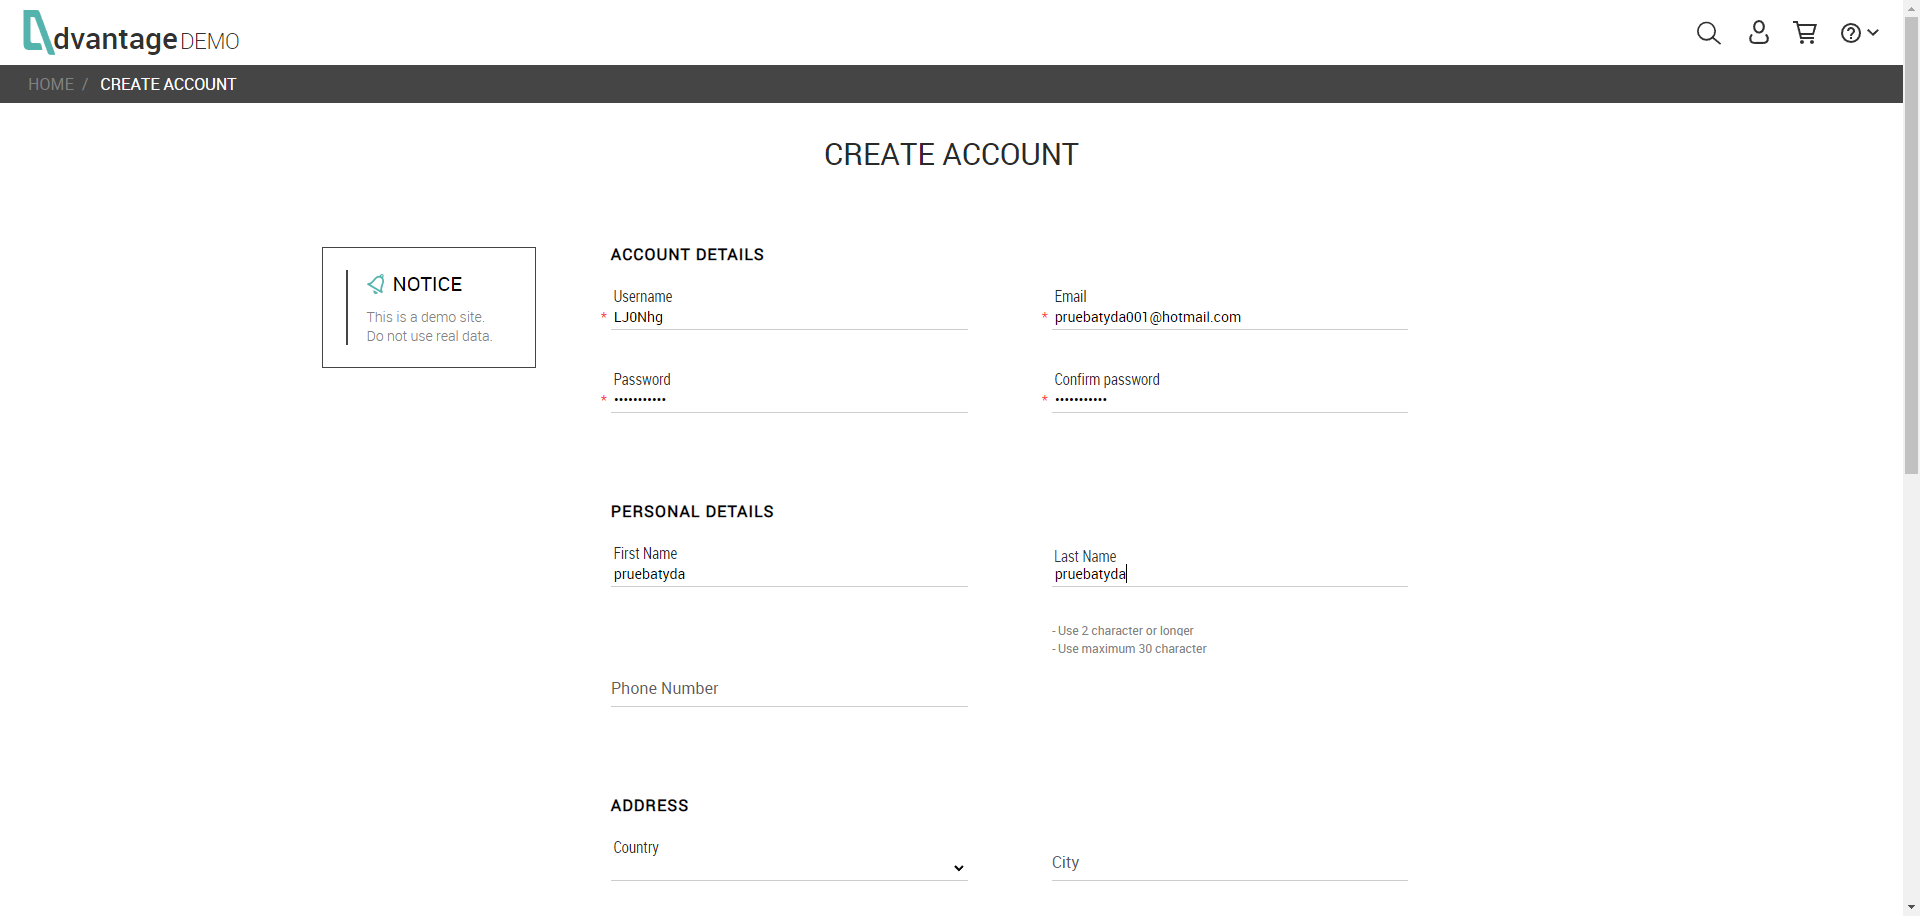 dvantage DEMO
HOME / CREATE ACCOUNT
CREATE ACCOUNT
NOTICE
This is a demo site.
Do not use real data.
ACCOUNT DETAILS
Username
* LJ0Nhg
Email
* pruebatyda001@hotmail.com
Password
* •••••••••••
Confirm password
* •••••••••••
PERSONAL DETAILS
First Name
pruebatyda
Last Name
pruebatyda
- Use 2 character or longer
- Use maximum 30 character
Phone Number
ADDRESS
Country
City